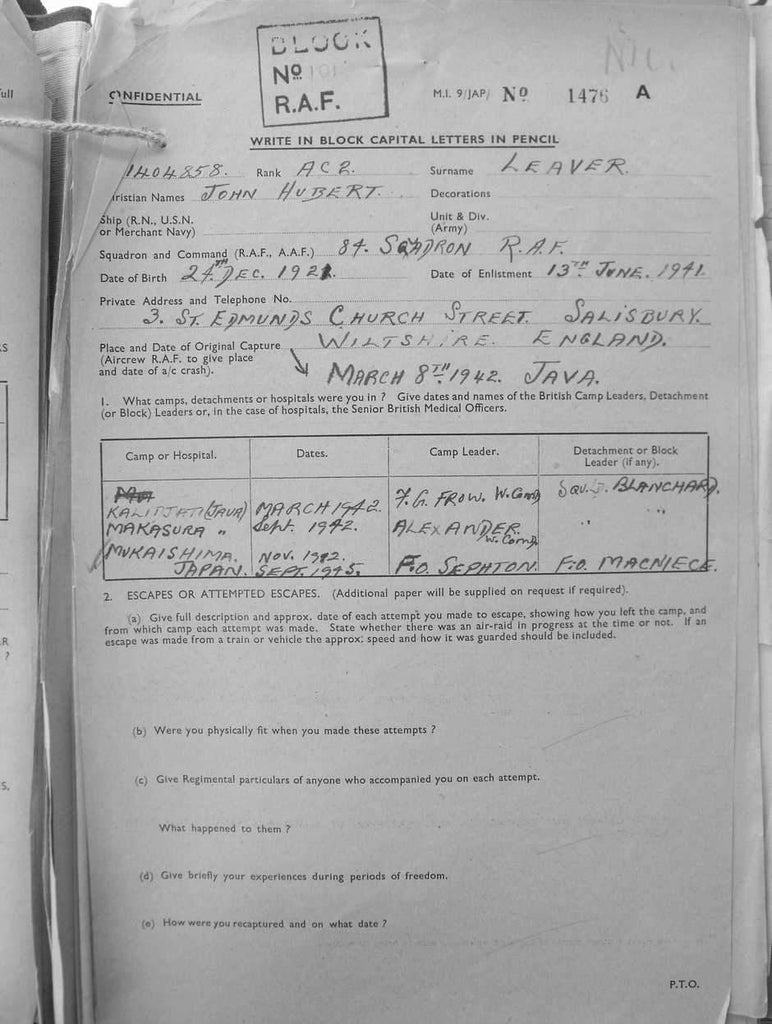 BLOCK
No
R.A.F.
ONFIDENTIAL
M.I. 9/JAP/ No 1476 A
WRITE IN BLOCK CAPITAL LETTERS IN PENCIL
1404858. Rank AC2. Surname LEAVER.
ristian Names JOHN HUBERT. Decorations
Ship (R.N., U.S.N. or Merchant Navy) Unit & Div. (Army)
Squadron and Command (R.A.F., A.A.F.) 84. SQADRON R.A.F.
Date of Birth 24TH DEC. 1921. Date of Enlistment 13TH JUNE. 1941.
Private Address and Telephone No.
3. ST. EDMUNDS CHURCH STREET. SALISBURY.
Place and Date of Original Capture WILTSHIRE. ENGLAND.
(Aircrew R.A.F. to give place
and date of a/c crash). MARCH 8TH. 1942. JAVA.
1. What camps, detachments or hospitals were you in ? Give dates and names of the British Camp Leaders, Detachment
(or Block) Leaders or, in the case of hospitals, the Senior British Medical Officers.
Camp or Hospital. Dates. Camp Leader. Detachment or Block Leader (if any).
KALIDJATI (JAVA) MARCH 1942. F. G. FROW. W. Comd SQU. BLANCHARD.
MAKASURA " Sept. 1942. ALEXANDER. W. Comd. " "
MUKAISHIMA. NOV. 1942. F.O. SEPHTON. F.O. MACNIECE.
JAPAN. SEPT. 1945.
2. ESCAPES OR ATTEMPTED ESCAPES. (Additional paper will be supplied on request if required).
(a) Give full description and approx. date of each attempt you made to escape, showing how you left the camp, and
from which camp each attempt was made. State whether there was an air-raid in progress at the time or not. If an
escape was made from a train or vehicle the approx: speed and how it was guarded should be included.
(b) Were you physically fit when you made these attempts ?
(c) Give Regimental particulars of anyone who accompanied you on each attempt.
What happened to them ?
(d) Give briefly your experiences during periods of freedom.
(e) How were you recaptured and on what date ?
P.T.O.